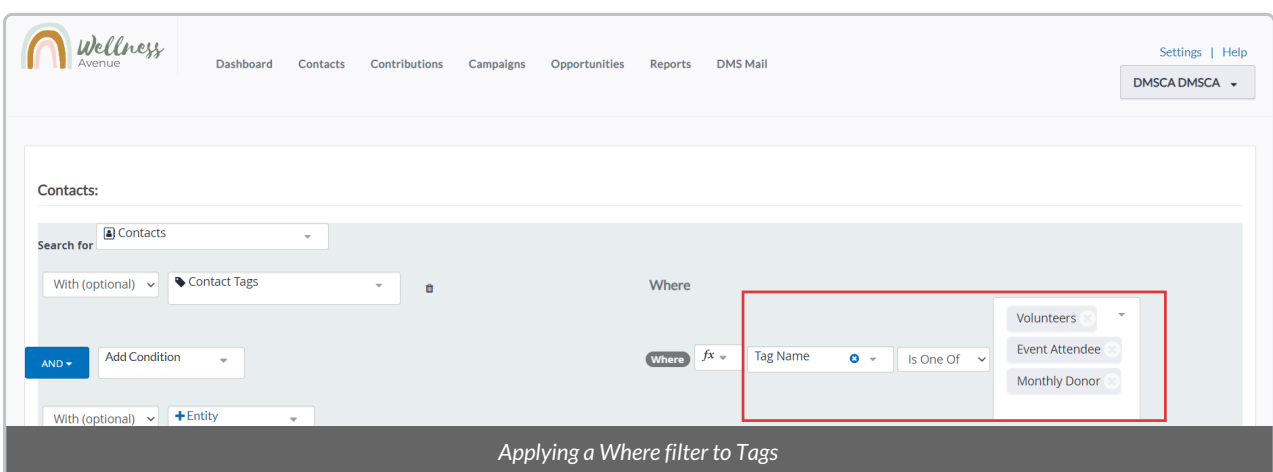 Wellness
Avenue
Dashboard Contacts Contributions Campaigns Opportunities Reports DMS Mail
Settings | Help
DMSCA DMSCA
Contacts:
Search for Contacts
With (optional) Contact Tags
Where
Volunteers
Event Attendee
Monthly Donor
AND Add Condition
Where fx Tag Name Is One Of
With (optional) +Entity
Applying a Where filter to Tags